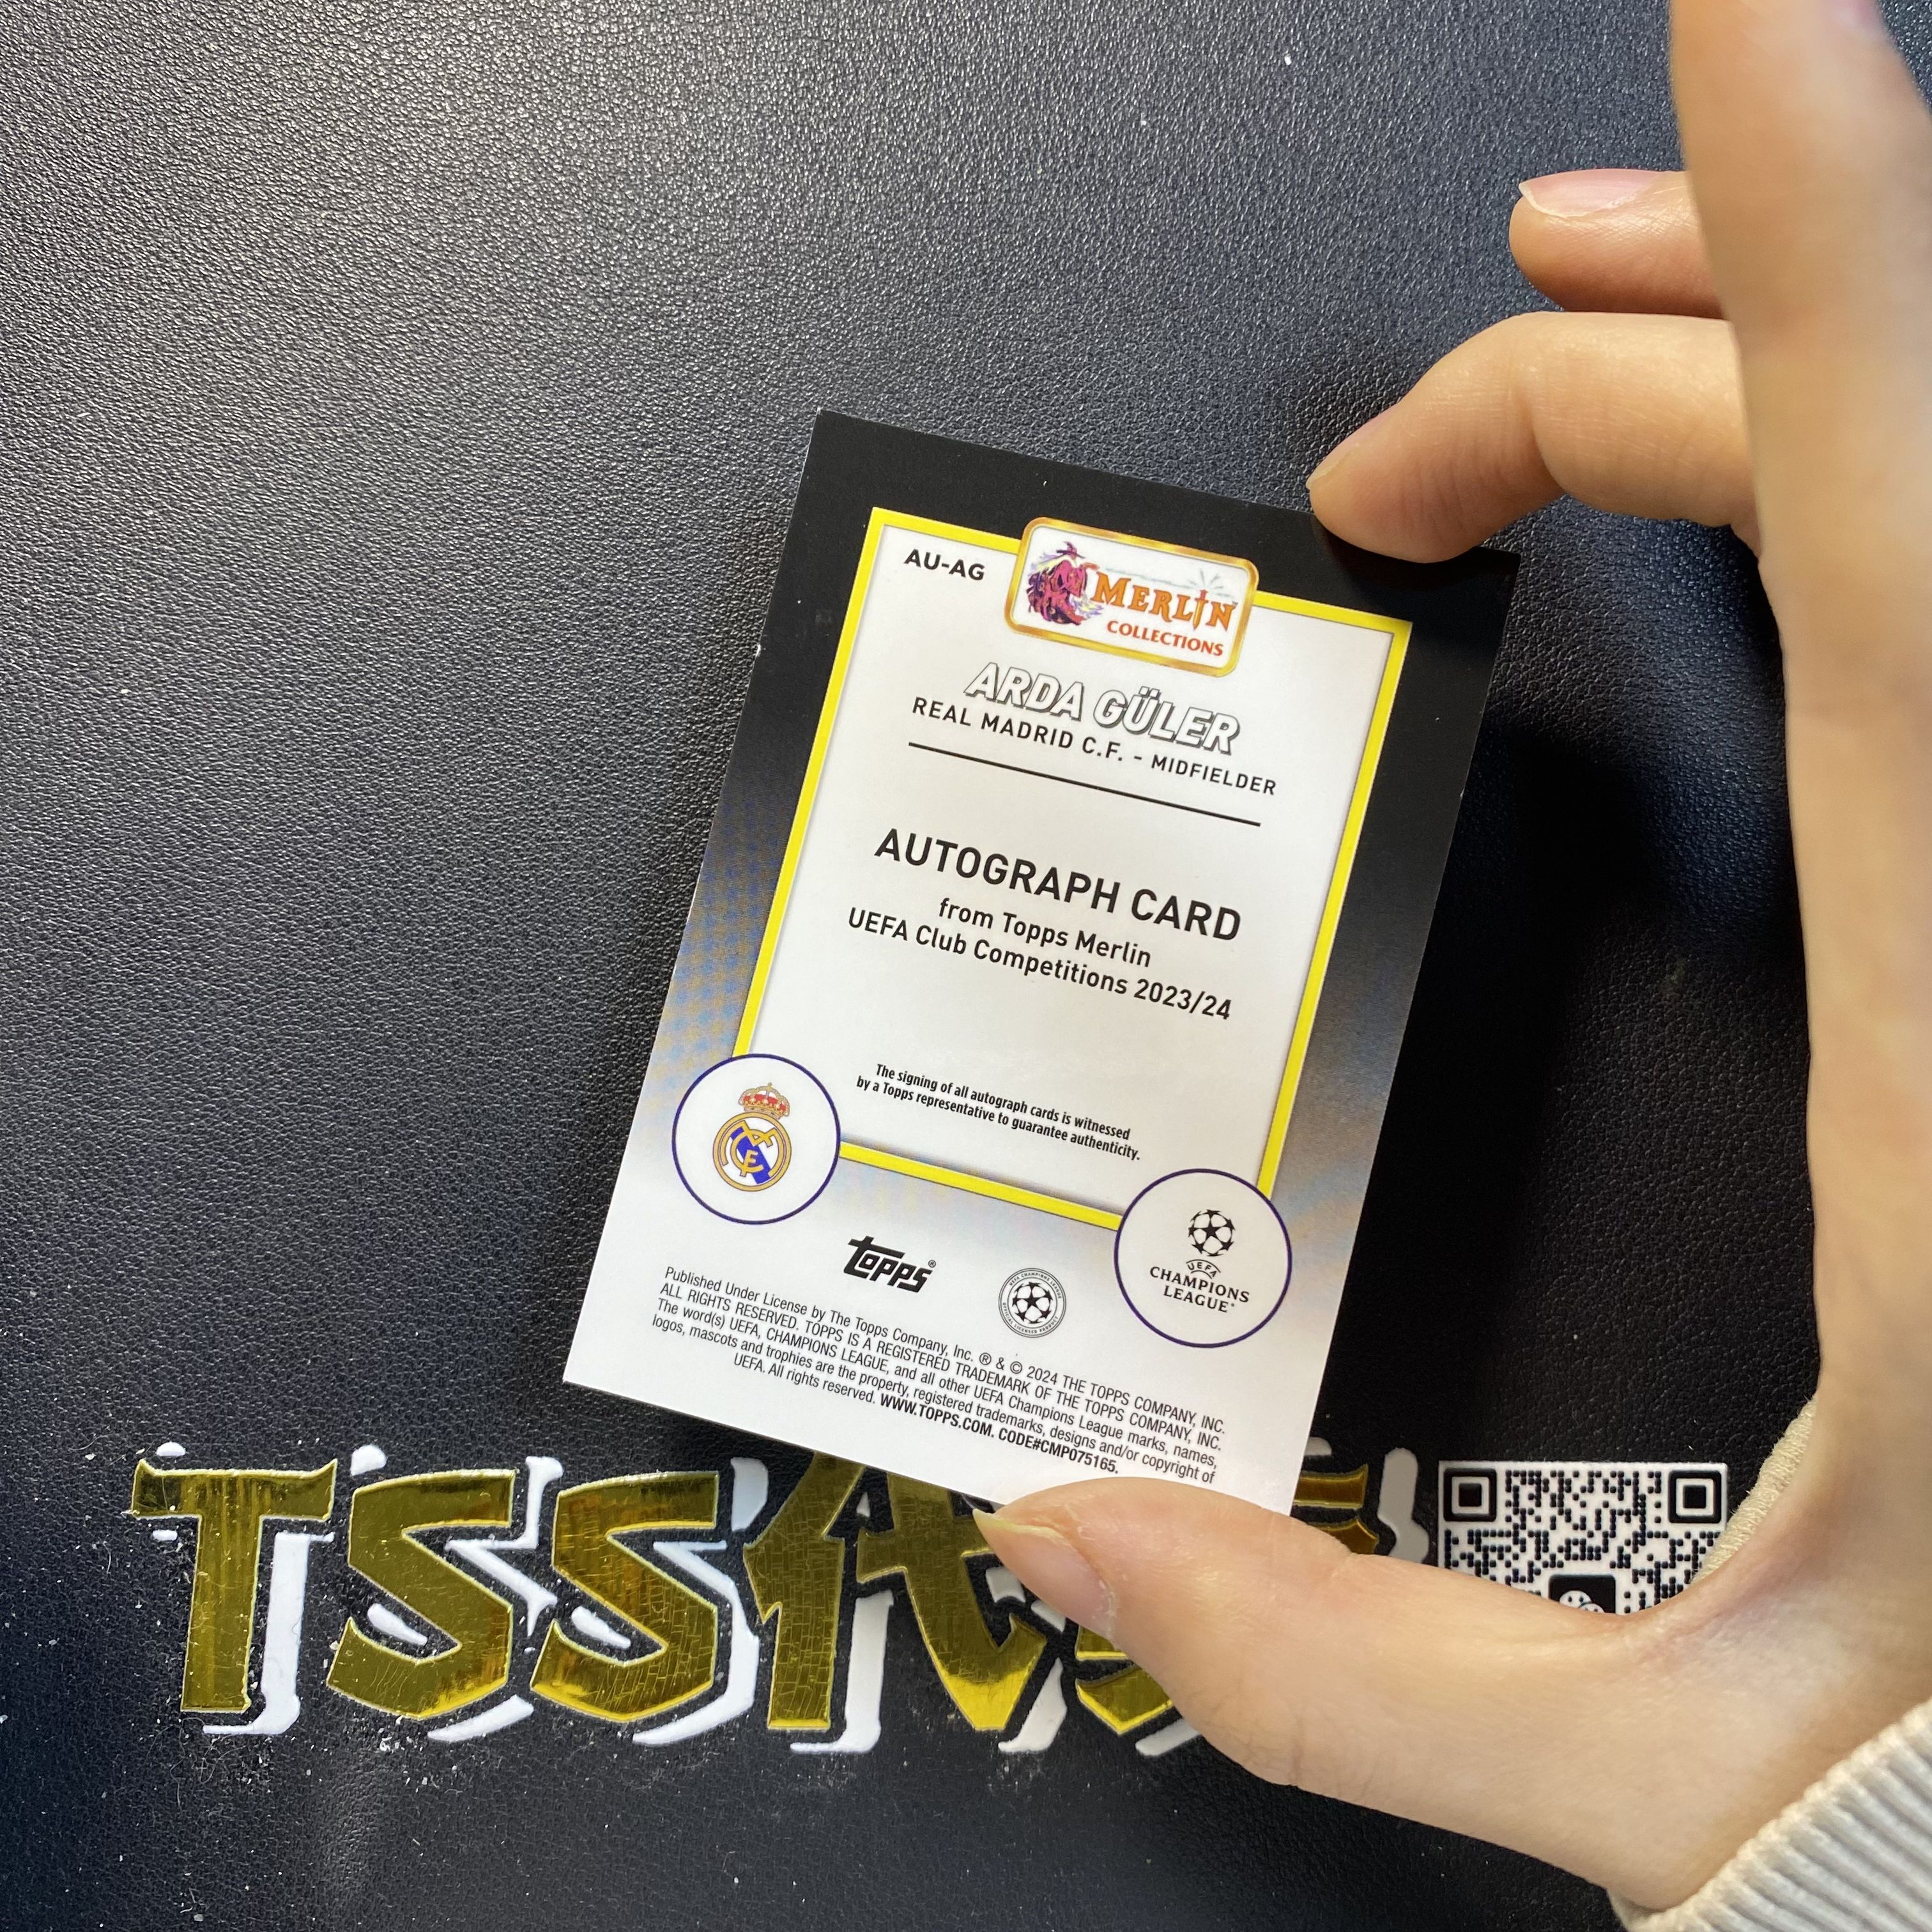 AU-AG
MERLIN
COLLECTIONS
ARDA GÜLER
REAL MADRID C.F. - MIDFIELDER
AUTOGRAPH CARD
from Topps Merlin
UEFA Club Competitions 2023/24
The signing of all autograph cards is witnessed
by a Topps representative to guarantee authenticity.
UEFA
CHAMPIONS
LEAGUE®
topps®
Published Under License by The Topps Company, Inc. ® & © 2024 THE TOPPS COMPANY, INC.
ALL RIGHTS RESERVED. TOPPS IS A REGISTERED TRADEMARK OF THE TOPPS COMPANY, INC.
The word(s) UEFA, CHAMPIONS LEAGUE, and all other UEFA Champions League marks, names,
logos, mascots and trophies are the property, registered trademarks, designs and/or copyright of
UEFA. All rights reserved. WWW.TOPPS.COM. CODE#CMP075165.
TSS代